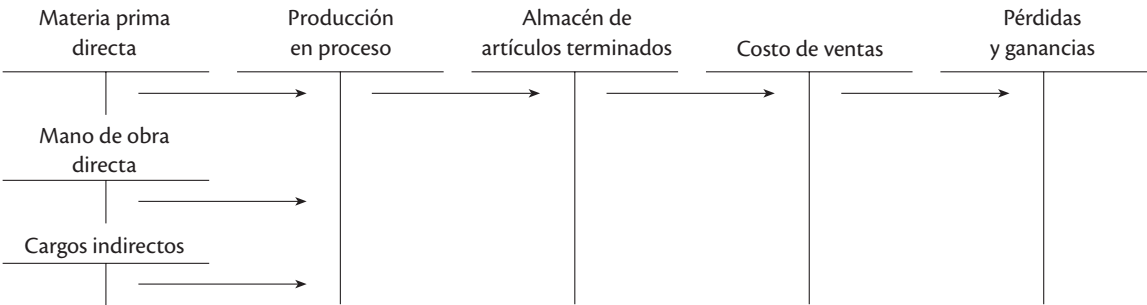 Materia prima
directa
Producción
en proceso
Almacén de
artículos terminados
Costo de ventas
Pérdidas
y ganancias
Mano de obra
directa
Cargos indirectos